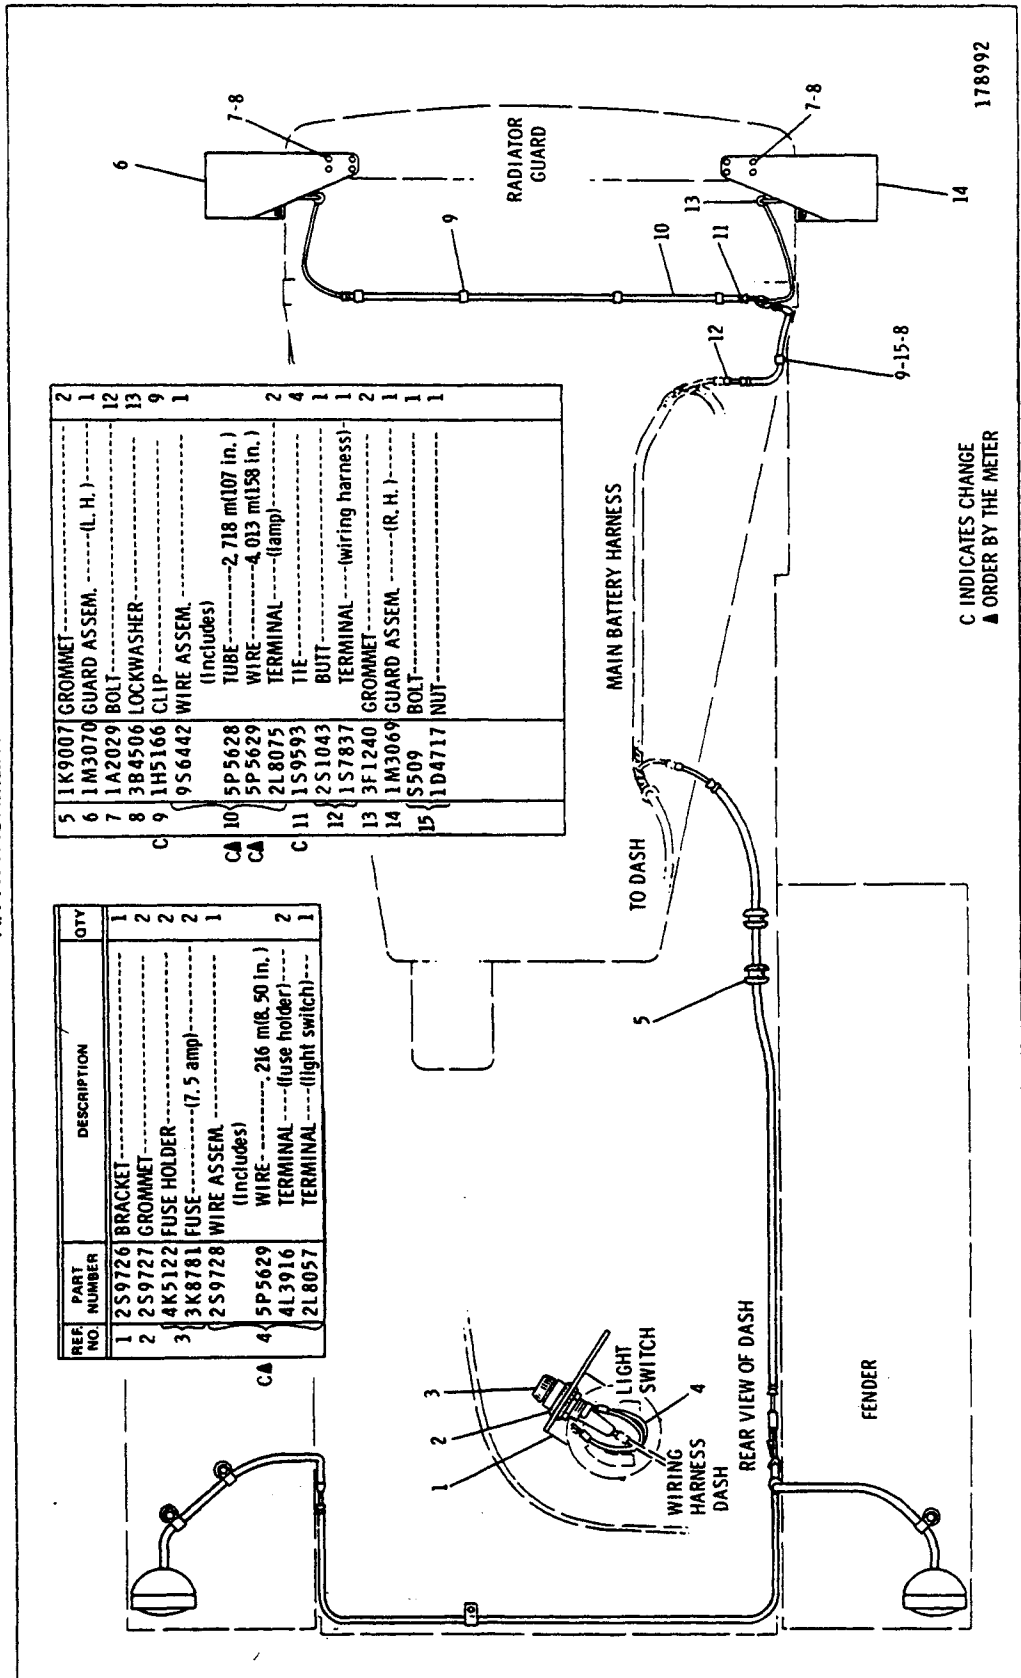 REF. NO. PART NUMBER DESCRIPTION QTY
1 2S9726 BRACKET---------- 1
2 2S9727 GROMMET---------- 2
3 4K5122 FUSE HOLDER---------- 2
3K8781 FUSE----------(7.5 amp)---------- 2
2S9728 WIRE ASSEM.---------- 1
(Includes)
C▲ 4 5P5629 WIRE----------.216 m(8.50 in.)
4L3916 TERMINAL----(fuse holder)---- 2
2L8057 TERMINAL----(light switch)--- 1
5 1K9007 GROMMET---------- 2
6 1M3070 GUARD ASSEM. -----(L. H.)----- 1
7 1A2029 BOLT---------- 12
8 3B4506 LOCKWASHER---------- 13
C 9 1H5166 CLIP---------- 9
9S6442 WIRE ASSEM.---------- 1
(Includes)
C▲ 10 5P5628 TUBE--------2.718 m(107 in.)
C▲ 5P5629 WIRE-------4.013 m(158 in.)
2L8075 TERMINAL----(lamp)---------- 2
C 11 1S9593 TIE---------- 4
12 2S1043 BUTT---------- 1
1S7837 TERMINAL---(wiring harness)- 1
13 3F1240 GROMMET---------- 2
14 1M3069 GUARD ASSEM. -----(R. H.)----- 1
15 S509 BOLT---------- 1
1D4717 NUT---------- 1
6
7-8
RADIATOR
GUARD
9
10
11
12
13
7-8
14
9-15-8
MAIN BATTERY HARNESS
TO DASH
5
1
2
3
LIGHT
SWITCH
4
WIRING
HARNESS
DASH
REAR VIEW OF DASH
FENDER
C INDICATES CHANGE
▲ ORDER BY THE METER
178992